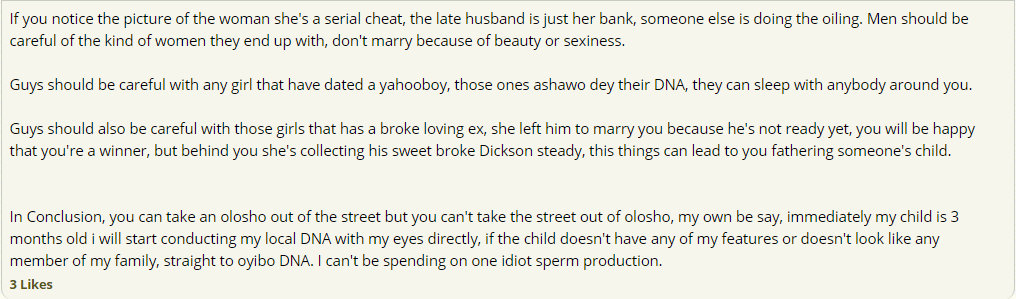 If you notice the picture of the woman she's a serial cheat, the late husband is just her bank, someone else is doing the oiling. Men should be
careful of the kind of women they end up with, don't marry because of beauty or sexiness.
Guys should be careful with any girl that have dated a yahooboy, those ones ashawo dey their DNA, they can sleep with anybody around you.
Guys should also be careful with those girls that has a broke loving ex, she left him to marry you because he's not ready yet, you will be happy
that you're a winner, but behind you she's collecting his sweet broke Dickson steady, this things can lead to you fathering someone's child.
In Conclusion, you can take an olosho out of the street but you can't take the street out of olosho, my own be say, immediately my child is 3
months old i will start conducting my local DNA with my eyes directly, if the child doesn't have any of my features or doesn't look like any
member of my family, straight to oyibo DNA. I can't be spending on one idiot sperm production.
3 Likes